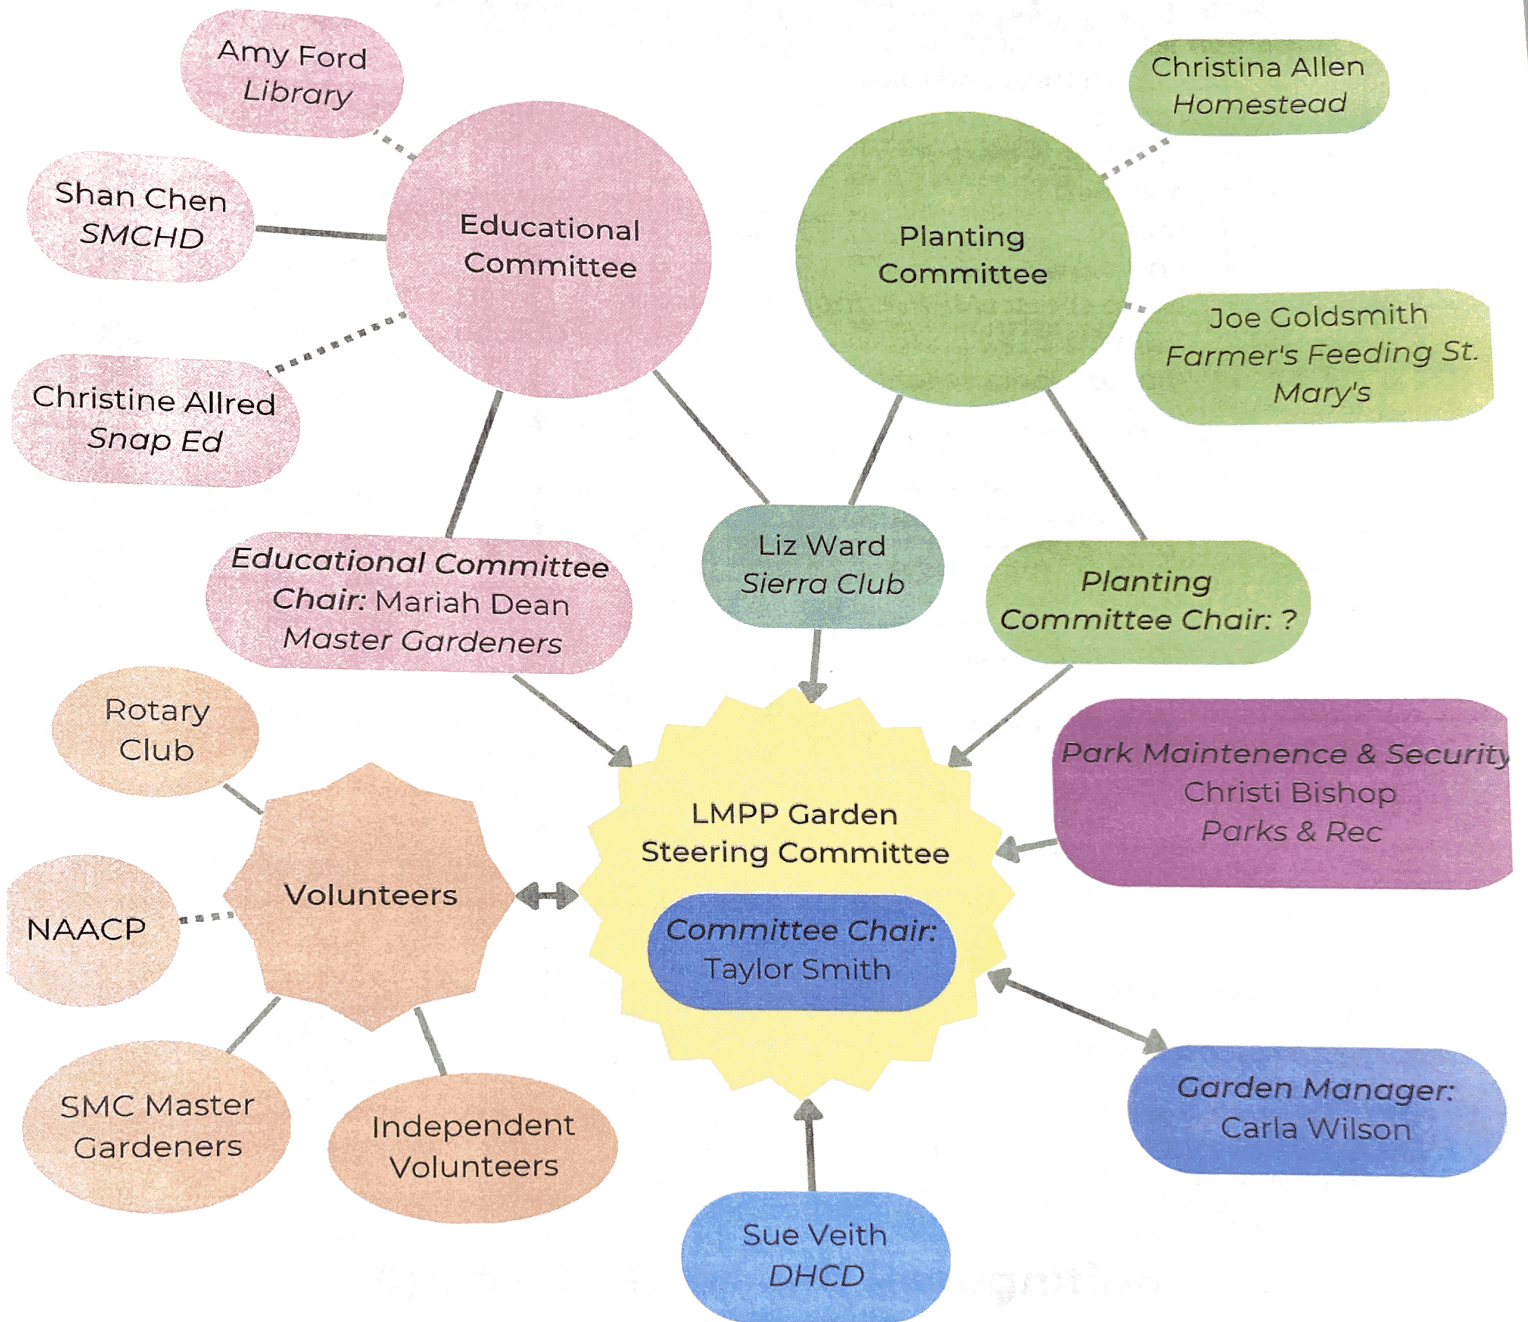 Amy Ford
Library
Christina Allen
Homestead
Shan Chen
SMCHD
Educational
Committee
Planting
Committee
Joe Goldsmith
Farmer's Feeding St.
Mary's
Christine Allred
Snap Ed
Educational Committee
Chair: Mariah Dean
Master Gardeners
Liz Ward
Sierra Club
Planting
Committee Chair: ?
Rotary
Club
Park Maintenence & Security
Christi Bishop
Parks & Rec
LMPP Garden
Steering Committee
Volunteers
NAACP
Committee Chair:
Taylor Smith
SMC Master
Gardeners
Independent
Volunteers
Garden Manager:
Carla Wilson
Sue Veith
DHCD